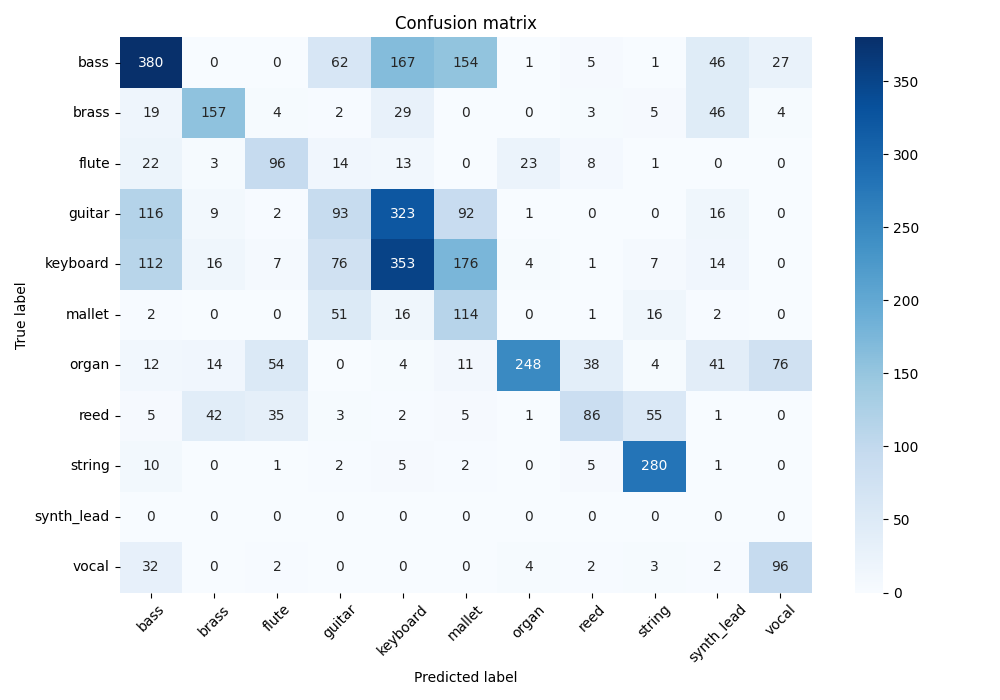 Confusion matrix
bass 380 0 0 62 167 154 1 5 1 46 27
brass 19 157 4 2 29 0 0 3 5 46 4
flute 22 3 96 14 13 0 23 8 1 0 0
guitar 116 9 2 93 323 92 1 0 0 16 0
keyboard 112 16 7 76 353 176 4 1 7 14 0
mallet 2 0 0 51 16 114 0 1 16 2 0
organ 12 14 54 0 4 11 248 38 4 41 76
reed 5 42 35 3 2 5 1 86 55 1 0
string 10 0 1 2 5 2 0 5 280 1 0
synth_lead 0 0 0 0 0 0 0 0 0 0 0
vocal 32 0 2 0 0 0 4 2 3 2 96
bass brass flute guitar keyboard mallet organ reed string synth_lead vocal
Predicted label
True label
350
300
250
200
150
100
50
0